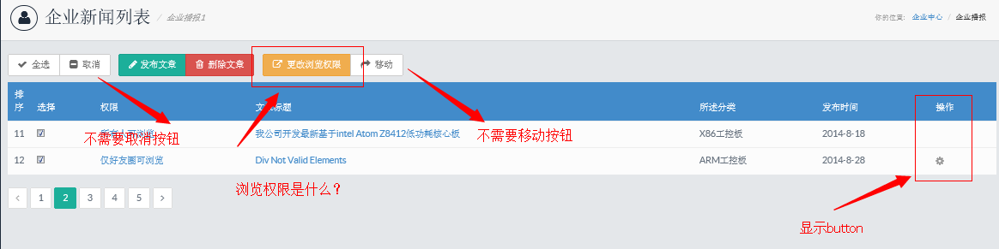 企业新闻列表 / 企业播报1
你的位置: 企业中心 / 企业播报
全选 取消 发布文章 删除文章 更改浏览权限 移动
排序 选择 权限 文章标题 所述分类 发布时间 操作
不需要取消按钮
不需要移动按钮
11 所有人可浏览 我公司开发最新基于intel Atom Z8412低功耗核心板 X86工控板 2014-8-18
12 仅好友圈可浏览 Div Not Valid Elements ARM工控板 2014-8-28
浏览权限是什么?
< 1 2 3 4 5 >
显示button